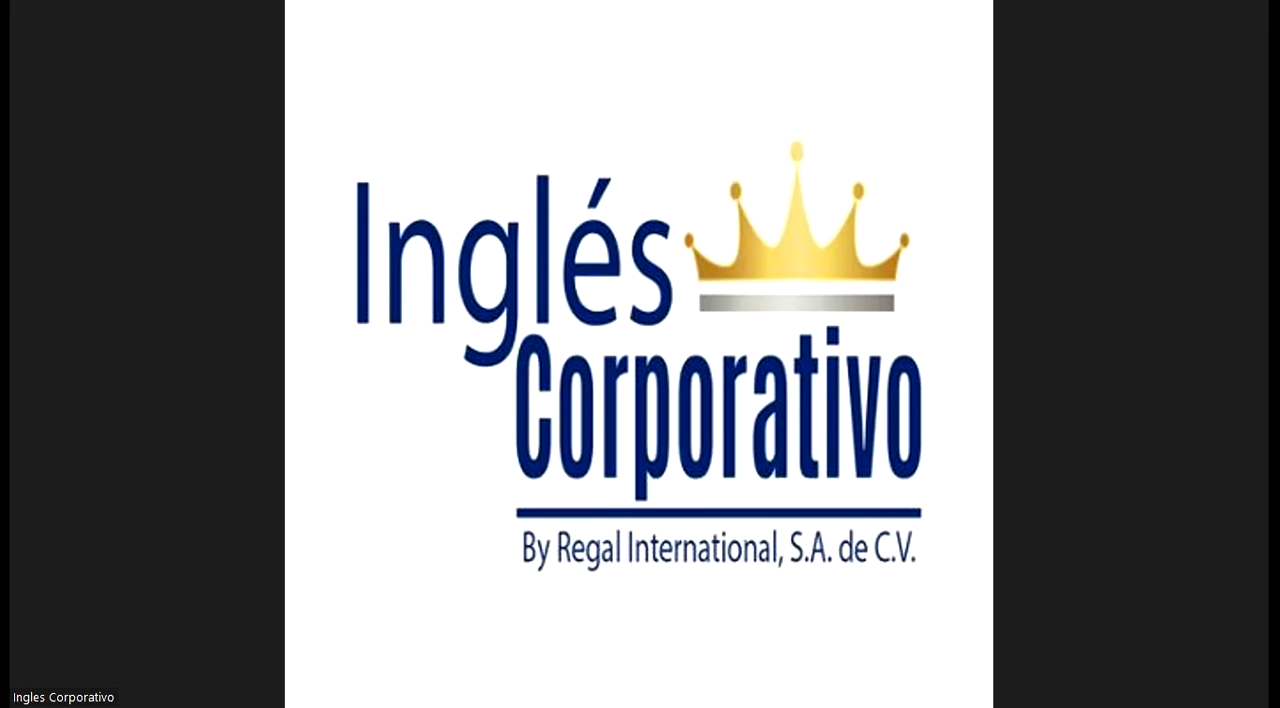 Inglés
Corporativo
By Regal International, S.A. de C.V.
Ingles Corporativo